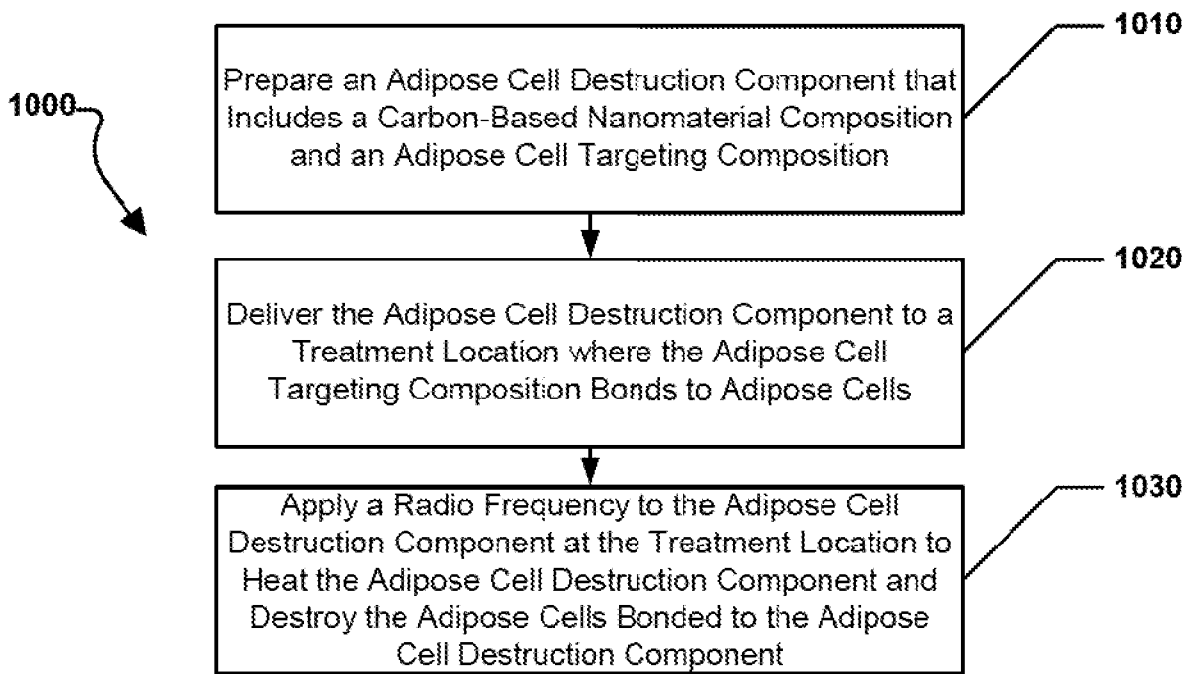 1010
Prepare an Adipose Cell Destruction Component that
1000
Includes a Carbon-Based Nanomaterial Composition
and an Adipose Cell Targeting Composition
1020
Deliver the Adipose Cell Destruction Component to a
Treatment Location where the Adipose Cell
Targeting Composition Bonds to Adipose Cells
1030
Apply a Radio Frequency to the Adipose Cell
Destruction Component at the Treatment Location to
Heat the Adipose Cell Destruction Component and
Destroy the Adipose Cells Bonded to the Adipose
Cell Destruction Component